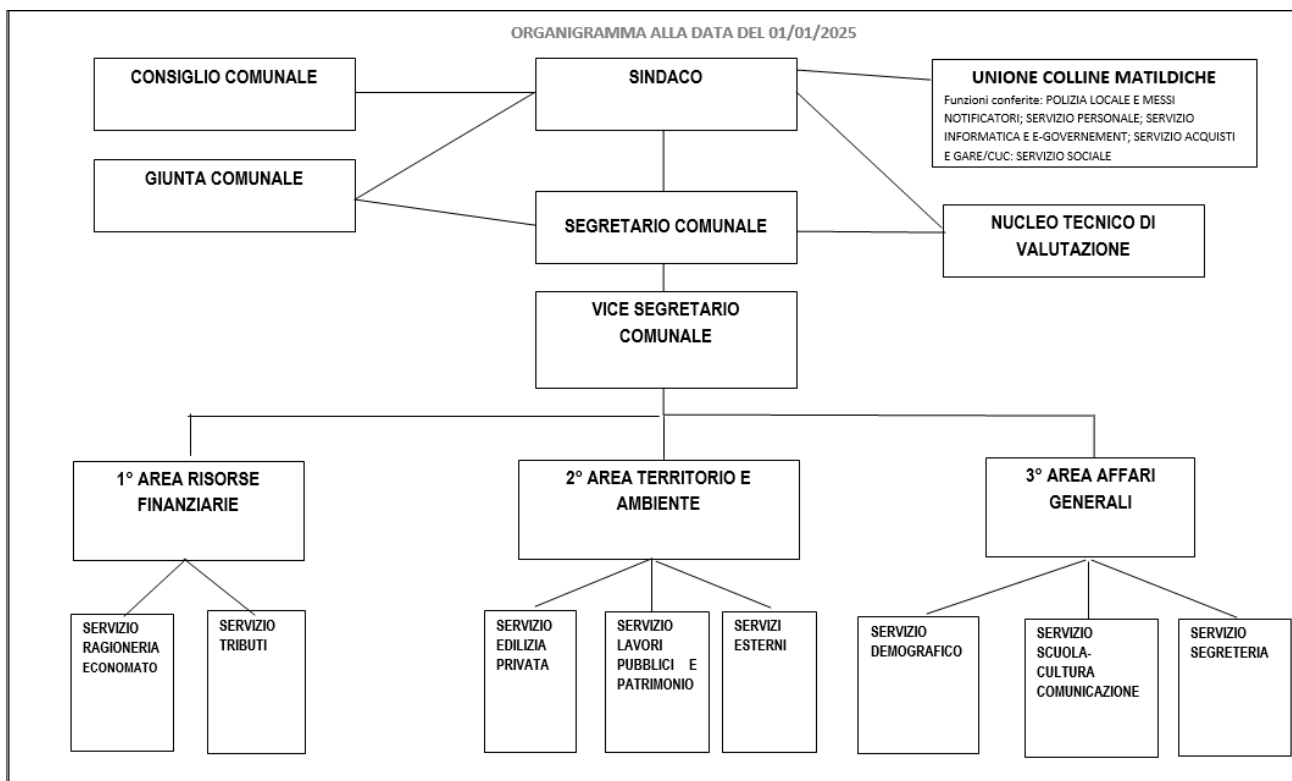 ORGANIGRAMMA ALLA DATA DEL 01/01/2025
CONSIGLIO COMUNALE
SINDACO
UNIONE COLLINE MATILDICHE
Funzioni conferite: POLIZIA LOCALE E MESSI
NOTIFICATORI; SERVIZIO PERSONALE; SERVIZIO
INFORMATICA E E-GOVERNEMENT; SERVIZIO ACQUISTI
E GARE/CUC: SERVIZIO SOCIALE
GIUNTA COMUNALE
SEGRETARIO COMUNALE
NUCLEO TECNICO DI
VALUTAZIONE
VICE SEGRETARIO
COMUNALE
1° AREA RISORSE
FINANZIARIE
2° AREA TERRITORIO E
AMBIENTE
3° AREA AFFARI
GENERALI
SERVIZIO
RAGIONERIA
ECONOMATO
SERVIZIO
TRIBUTI
SERVIZIO
EDILIZIA
PRIVATA
SERVIZIO
LAVORI
PUBBLICI E
PATRIMONIO
SERVIZI
ESTERNI
SERVIZIO
DEMOGRAFICO
SERVIZIO
SCUOLA-
CULTURA
COMUNICAZIONE
SERVIZIO
SEGRETERIA